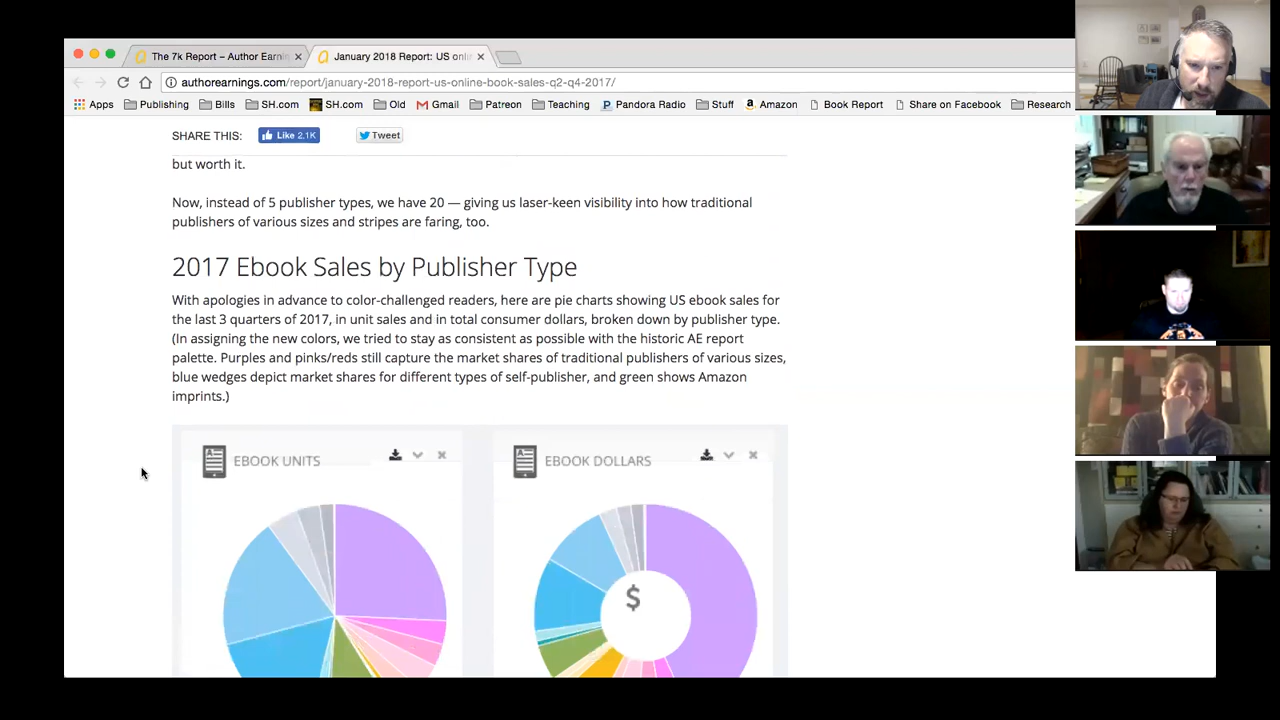 The 7k Report – Author Earnin
January 2018 Report: US onlin
authorearnings.com/report/january-2018-report-us-online-book-sales-q2-q4-2017/
Apps Publishing Bills SH.com SH.com Old Gmail Patreon Teaching Pandora Radio Stuff Amazon Book Report Share on Facebook Research
SHARE THIS: Like 2.1K Tweet
but worth it.
Now, instead of 5 publisher types, we have 20 — giving us laser-keen visibility into how traditional
publishers of various sizes and stripes are faring, too.
2017 Ebook Sales by Publisher Type
With apologies in advance to color-challenged readers, here are pie charts showing US ebook sales for
the last 3 quarters of 2017, in unit sales and in total consumer dollars, broken down by publisher type.
(In assigning the new colors, we tried to stay as consistent as possible with the historic AE report
palette. Purples and pinks/reds still capture the market shares of traditional publishers of various sizes,
blue wedges depict market shares for different types of self-publisher, and green shows Amazon
imprints.)
EBOOK UNITS
EBOOK DOLLARS
$